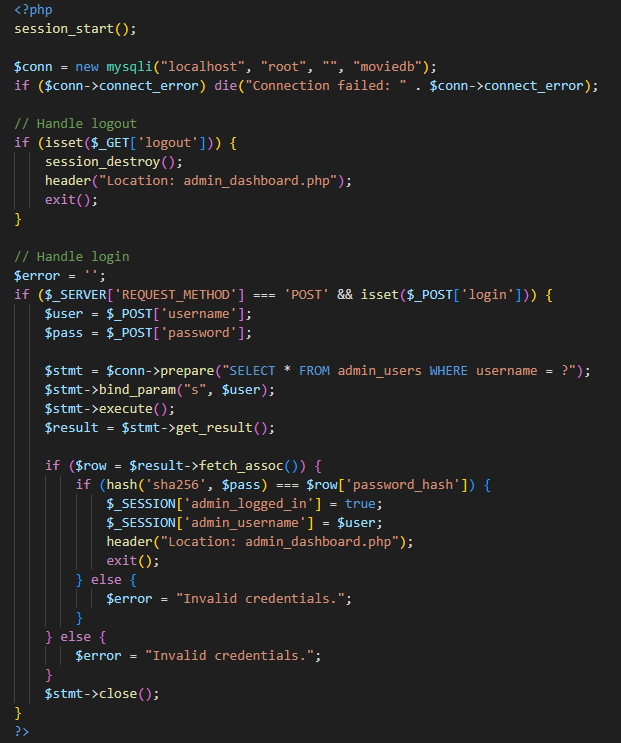 <?php
session_start();

$conn = new mysqli("localhost", "root", "", "moviedb");
if ($conn->connect_error) die("Connection failed: " . $conn->connect_error);

// Handle logout
if (isset($_GET['logout'])) {
    session_destroy();
    header("Location: admin_dashboard.php");
    exit();
}

// Handle login
$error = '';
if ($_SERVER['REQUEST_METHOD'] === 'POST' && isset($_POST['login'])) {
    $user = $_POST['username'];
    $pass = $_POST['password'];

    $stmt = $conn->prepare("SELECT * FROM admin_users WHERE username = ?");
    $stmt->bind_param("s", $user);
    $stmt->execute();
    $result = $stmt->get_result();

    if ($row = $result->fetch_assoc()) {
        if (hash('sha256', $pass) === $row['password_hash']) {
            $_SESSION['admin_logged_in'] = true;
            $_SESSION['admin_username'] = $user;
            header("Location: admin_dashboard.php");
            exit();
        } else {
            $error = "Invalid credentials.";
        }
    } else {
        $error = "Invalid credentials.";
    }
    $stmt->close();
}
?>